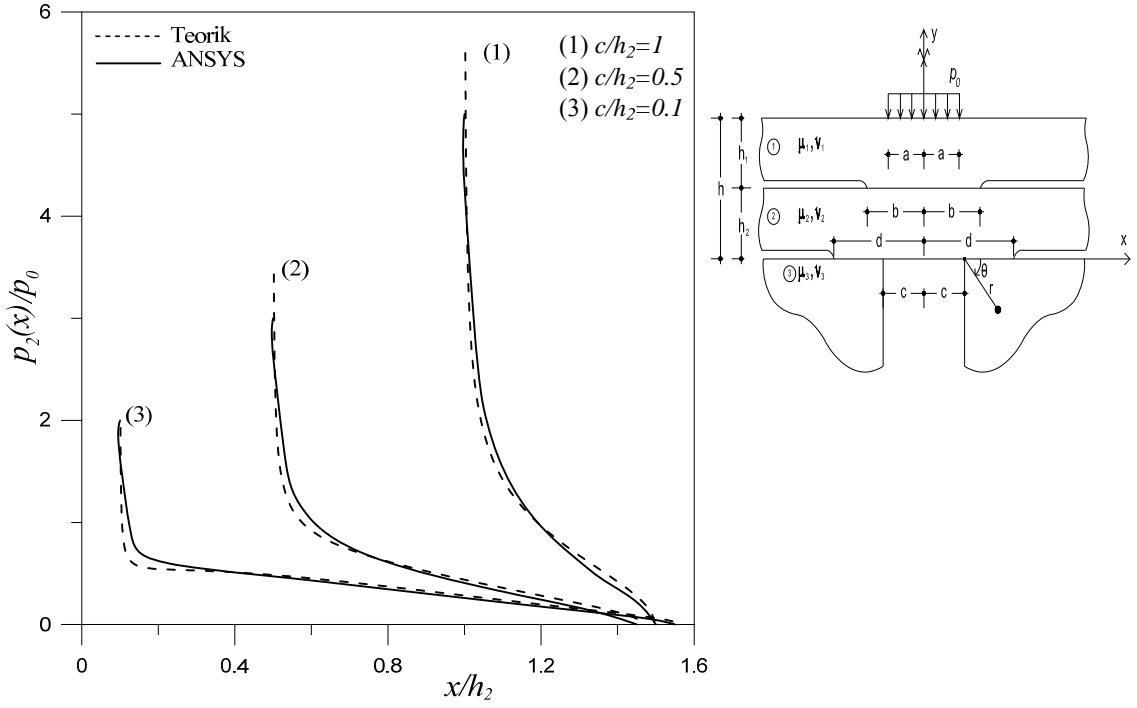 6
4
2
0
0
0.4
0.8
1.2
1.6
p₂(x)/p₀
x/h₂
Teorik
ANSYS
(1) c/h₂=1
(2) c/h₂=0.5
(3) c/h₂=0.1
(1)
(2)
(3)
y
p₀
1 μ₁,ν₁
a a
h
h₁
2 μ₂,ν₂
b b
h₂
d d
x
3 μ₃,ν₃
θ
r
c c